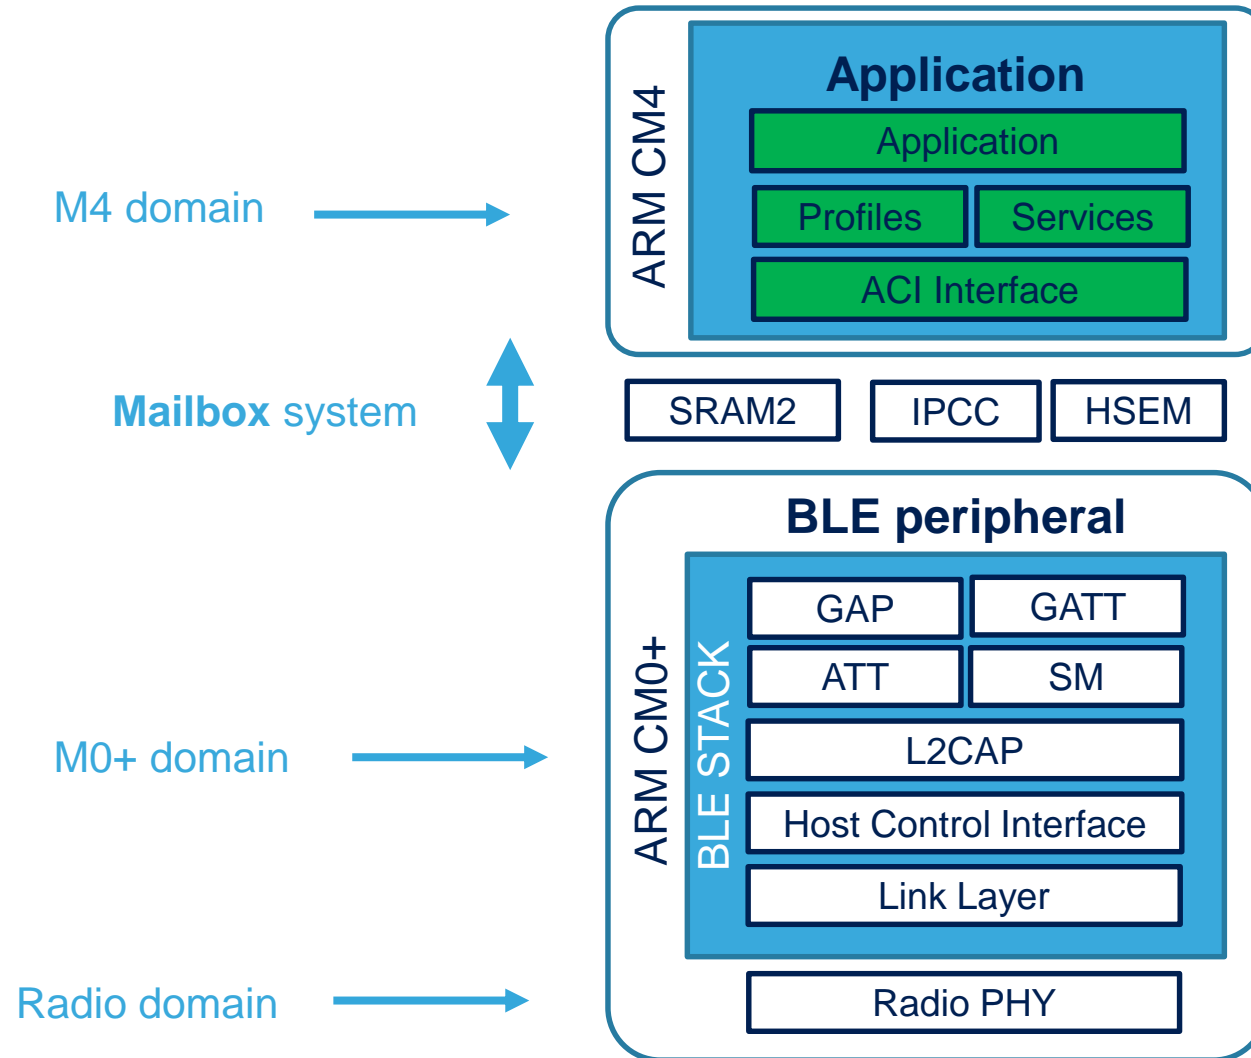 ARM CM4
Application
Application
Profiles
Services
ACI Interface
M4 domain
Mailbox system
SRAM2
IPCC
HSEM
BLE peripheral
ARM CM0+
BLE STACK
GAP
GATT
ATT
SM
L2CAP
Host Control Interface
Link Layer
M0+ domain
Radio domain
Radio PHY